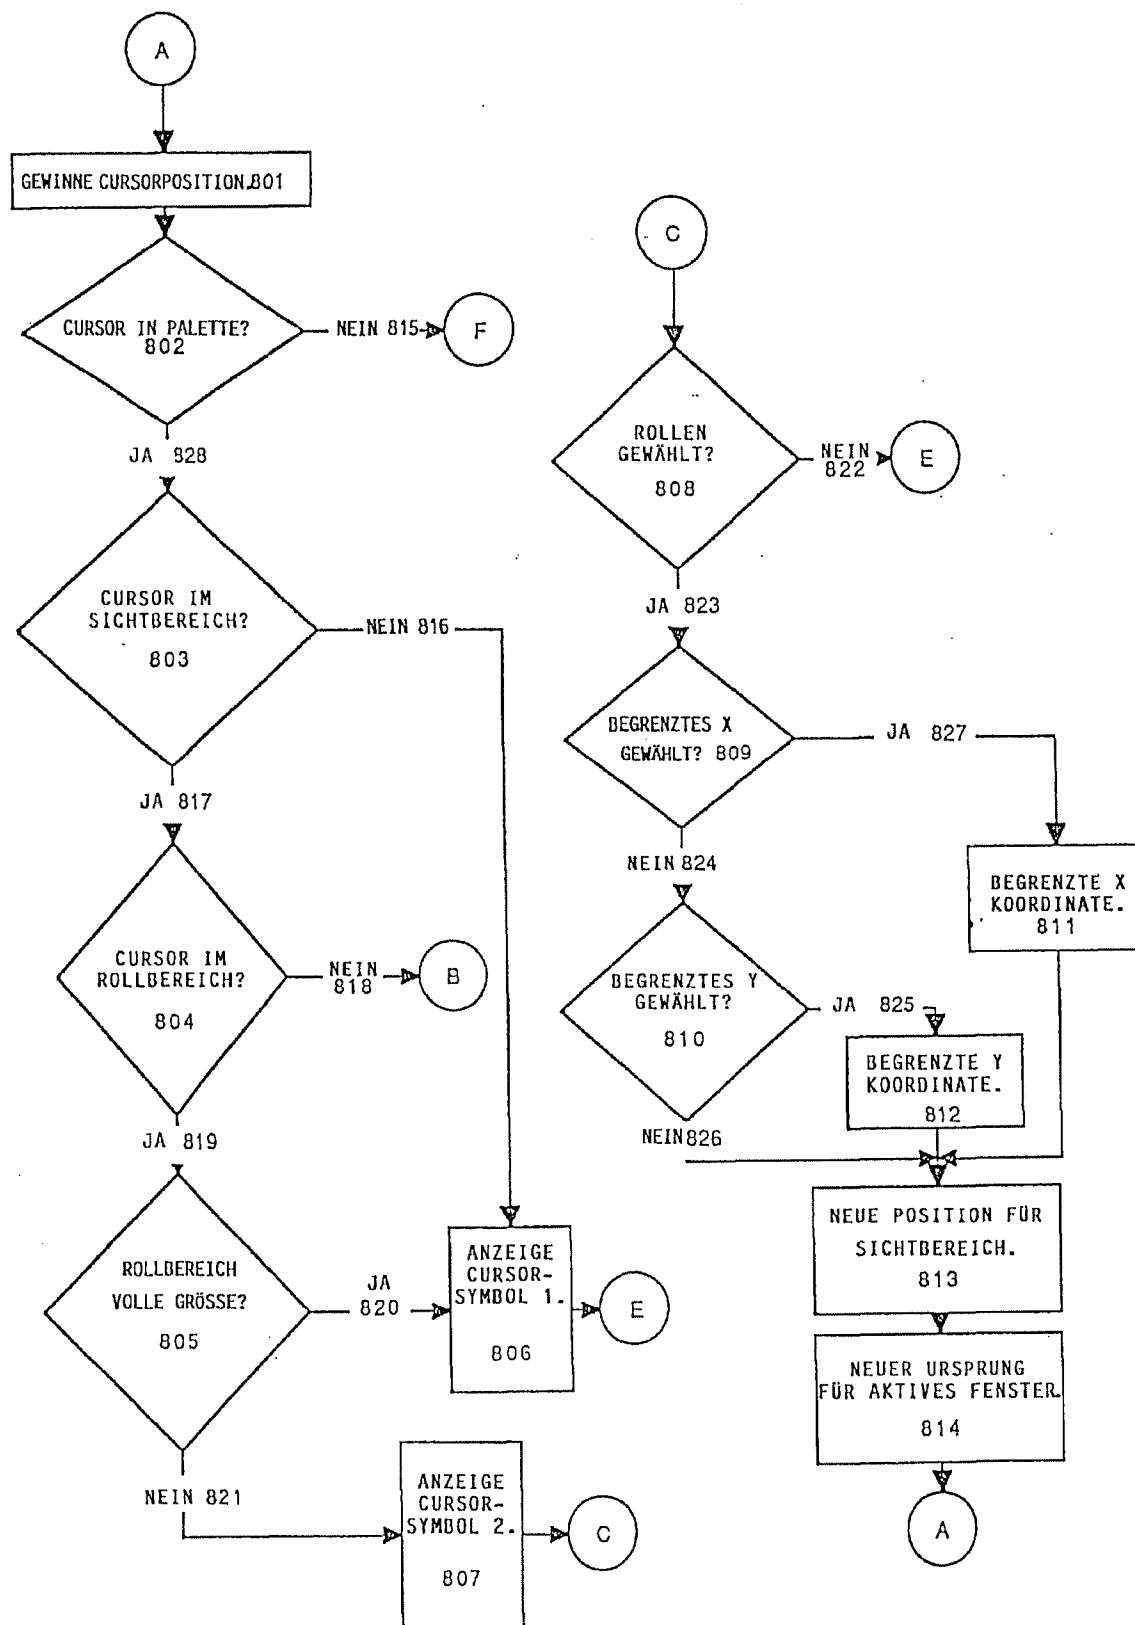 A
GEWINNE CURSORPOSITION.801
CURSOR IN PALETTE?
802
NEIN 815
F
JA 828
CURSOR IM
SICHTBEREICH?
803
NEIN 816
JA 817
CURSOR IM
ROLLBEREICH?
804
NEIN
818
B
JA 819
ROLLBEREICH
VOLLE GRÖSSE?
805
JA
820
ANZEIGE
CURSOR-
SYMBOL 1.
806
E
NEIN 821
ANZEIGE
CURSOR-
SYMBOL 2.
807
C
C
ROLLEN
GEWÄHLT?
808
NEIN
822
E
JA 823
BEGRENZTES X
GEWÄHLT? 809
JA 827
BEGRENZTE X
KOORDINATE.
811
NEIN 824
BEGRENZTES Y
GEWÄHLT?
810
JA 825
BEGRENZTE Y
KOORDINATE.
812
NEIN 826
NEUE POSITION FÜR
SICHTBEREICH.
813
NEUER URSPRUNG
FÜR AKTIVES FENSTER.
814
A